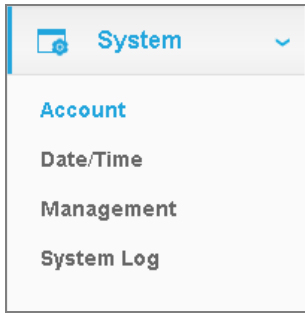 System
Account
Date/Time
Management
System Log